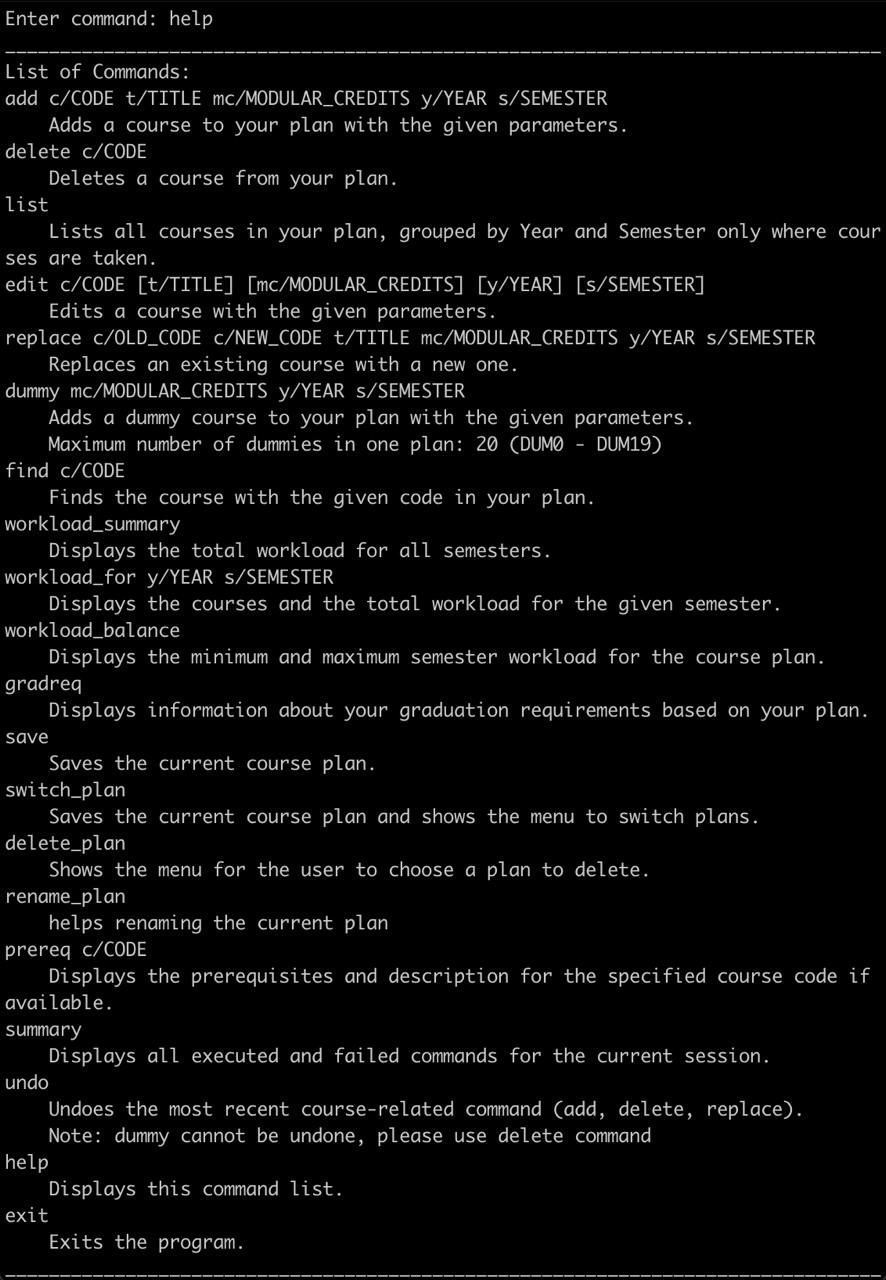 Enter command: help
________________________________________________________________________________
List of Commands:
add c/CODE t/TITLE mc/MODULAR_CREDITS y/YEAR s/SEMESTER
    Adds a course to your plan with the given parameters.
delete c/CODE
    Deletes a course from your plan.
list
    Lists all courses in your plan, grouped by Year and Semester only where cour
ses are taken.
edit c/CODE [t/TITLE] [mc/MODULAR_CREDITS] [y/YEAR] [s/SEMESTER]
    Edits a course with the given parameters.
replace c/OLD_CODE c/NEW_CODE t/TITLE mc/MODULAR_CREDITS y/YEAR s/SEMESTER
    Replaces an existing course with a new one.
dummy mc/MODULAR_CREDITS y/YEAR s/SEMESTER
    Adds a dummy course to your plan with the given parameters.
    Maximum number of dummies in one plan: 20 (DUM0 - DUM19)
find c/CODE
    Finds the course with the given code in your plan.
workload_summary
    Displays the total workload for all semesters.
workload_for y/YEAR s/SEMESTER
    Displays the courses and the total workload for the given semester.
workload_balance
    Displays the minimum and maximum semester workload for the course plan.
gradreq
    Displays information about your graduation requirements based on your plan.
save
    Saves the current course plan.
switch_plan
    Saves the current course plan and shows the menu to switch plans.
delete_plan
    Shows the menu for the user to choose a plan to delete.
rename_plan
    helps renaming the current plan
prereq c/CODE
    Displays the prerequisites and description for the specified course code if
available.
summary
    Displays all executed and failed commands for the current session.
undo
    Undoes the most recent course-related command (add, delete, replace).
    Note: dummy cannot be undone, please use delete command
help
    Displays this command list.
exit
    Exits the program.
________________________________________________________________________________